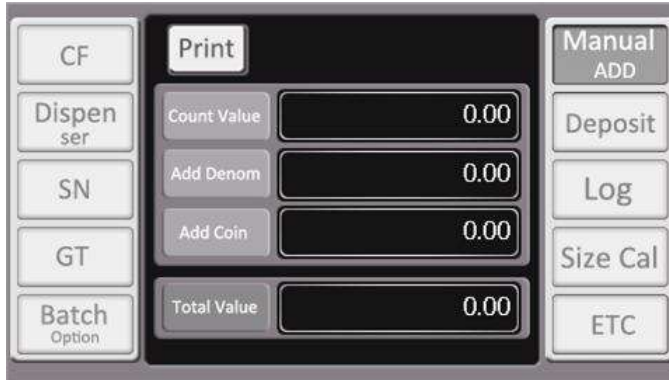 CF
Dispen
ser
SN
GT
Batch
Option
Print
Count Value 0.00
Add Denom 0.00
Add Coin 0.00
Total Value 0.00
Manual
ADD
Deposit
Log
Size Cal
ETC